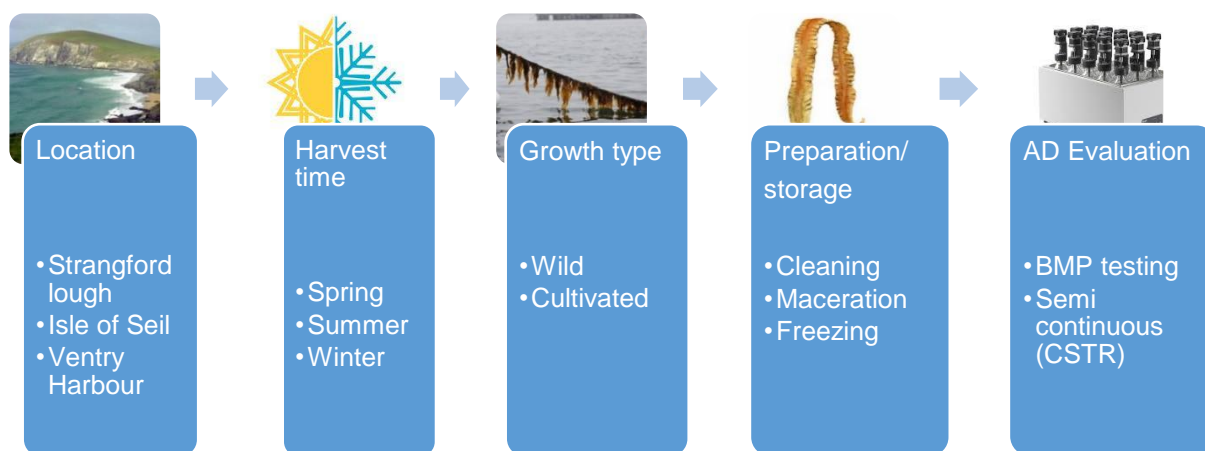 Location
• Strangford
lough
• Isle of Seil
• Ventry
Harbour
Harvest
time
• Spring
• Summer
• Winter
Growth type
• Wild
• Cultivated
Preparation/
storage
• Cleaning
• Maceration
• Freezing
AD Evaluation
• BMP testing
• Semi
continuous
(CSTR)